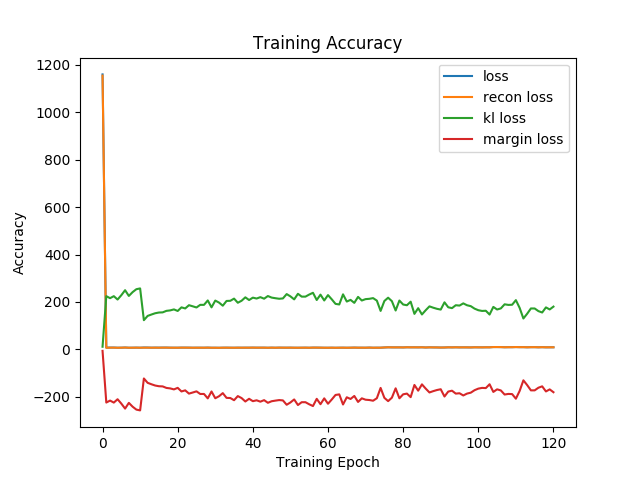 Training Accuracy
1200
1000
800
600
400
200
0
−200
Accuracy
loss
recon loss
kl loss
margin loss
0
20
40
60
80
100
120
Training Epoch